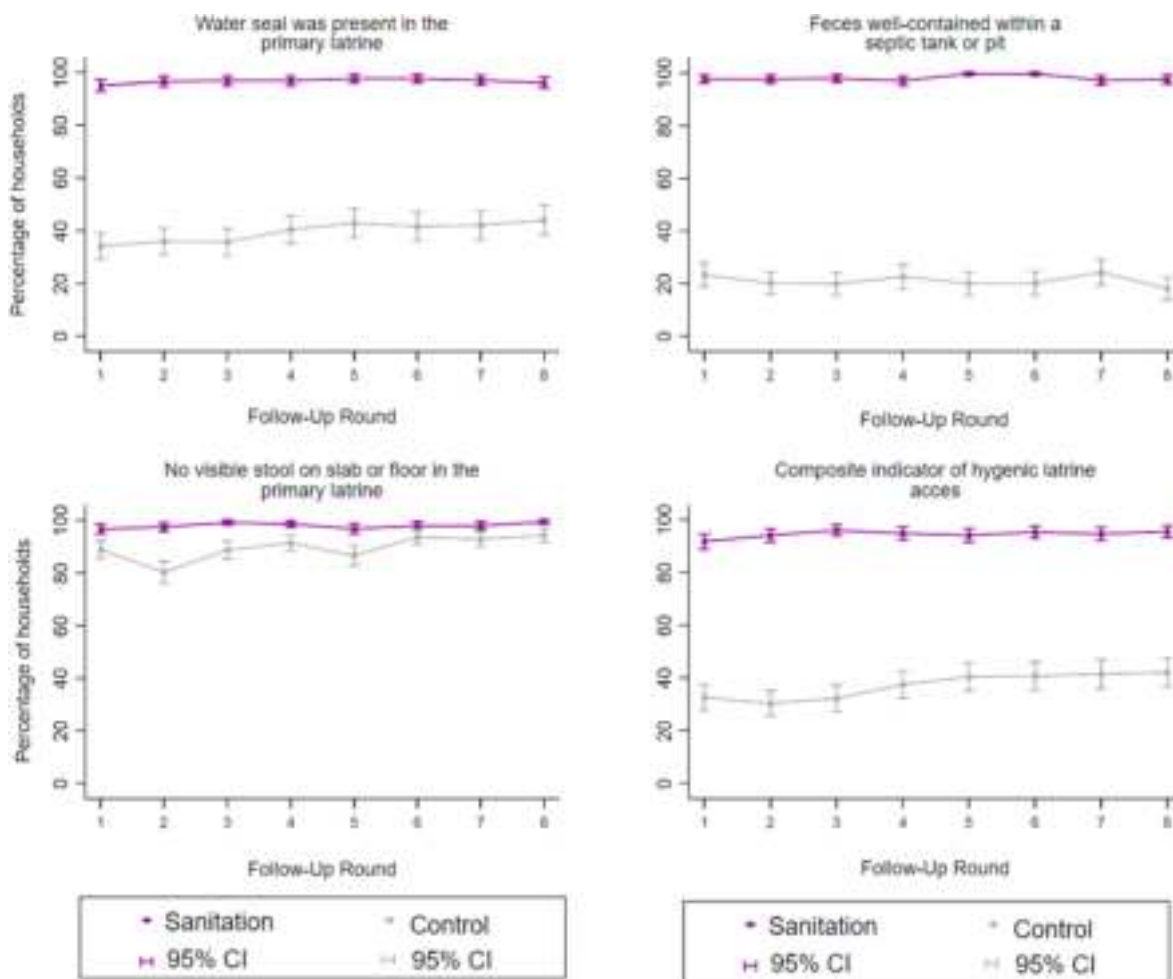 Water seal was present in the
primary latrine
Percentage of households
100
80
60
40
20
0
1 2 3 4 5 6 7 8
Follow-Up Round
Feces well-contained within a
septic tank or pit
100
80
60
40
20
0
1 2 3 4 5 6 7 8
Follow-Up Round
No visible stool on slab or floor in the
primary latrine
Percentage of households
100
80
60
40
20
0
1 2 3 4 5 6 7 8
Follow-Up Round
Composite indicator of hygenic latrine
acces
100
80
60
40
20
0
1 2 3 4 5 6 7 8
Follow-Up Round
Sanitation Control
95% CI 95% CI
Sanitation Control
95% CI 95% CI